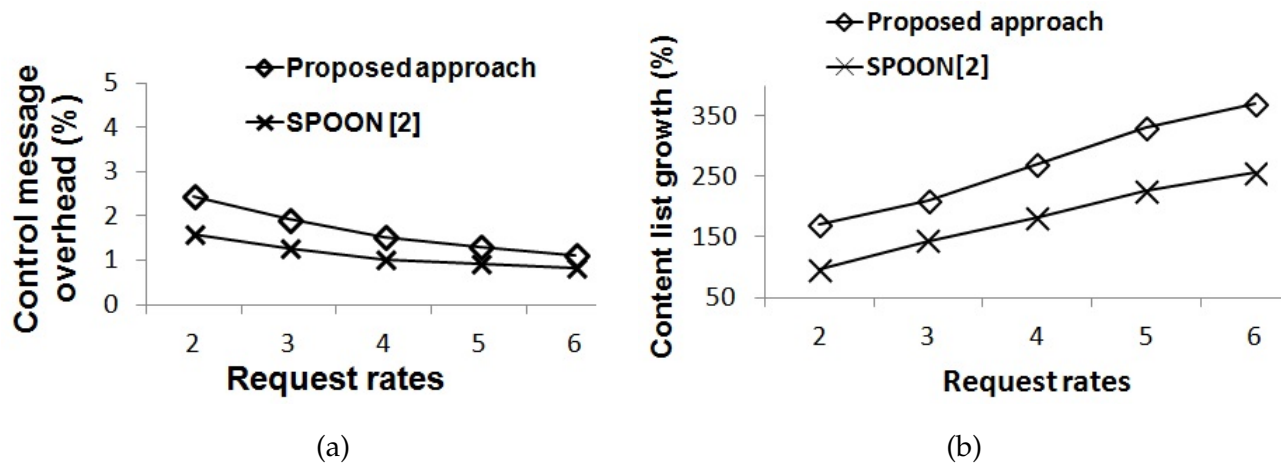 Proposed approach
SPOON [2]
Control message
overhead (%)
5
4
3
2
1
0
2 3 4 5 6
Request rates
(a)
Proposed approach
SPOON[2]
Content list growth (%)
350
250
150
50
2 3 4 5 6
Request rates
(b)